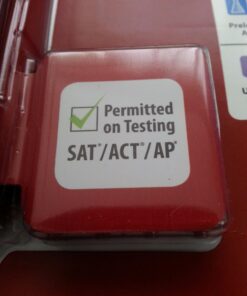 Permitted
on Testing
SAT*/ACT*/AP*